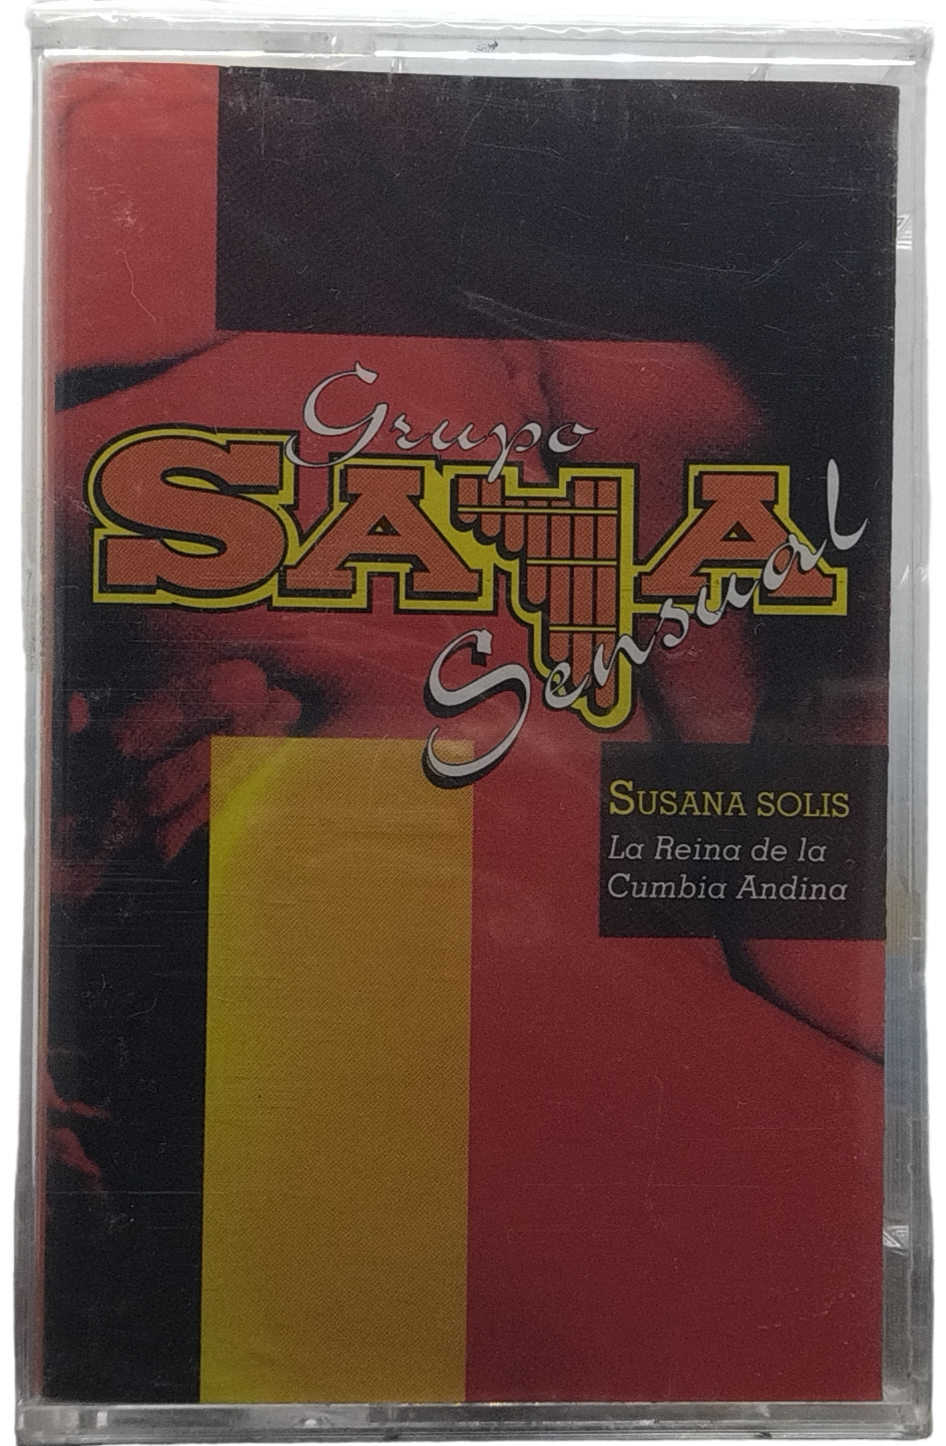 Grupo
SAYA
Sensual
SUSANA SOLIS
La Reina de la
Cumbia Andina